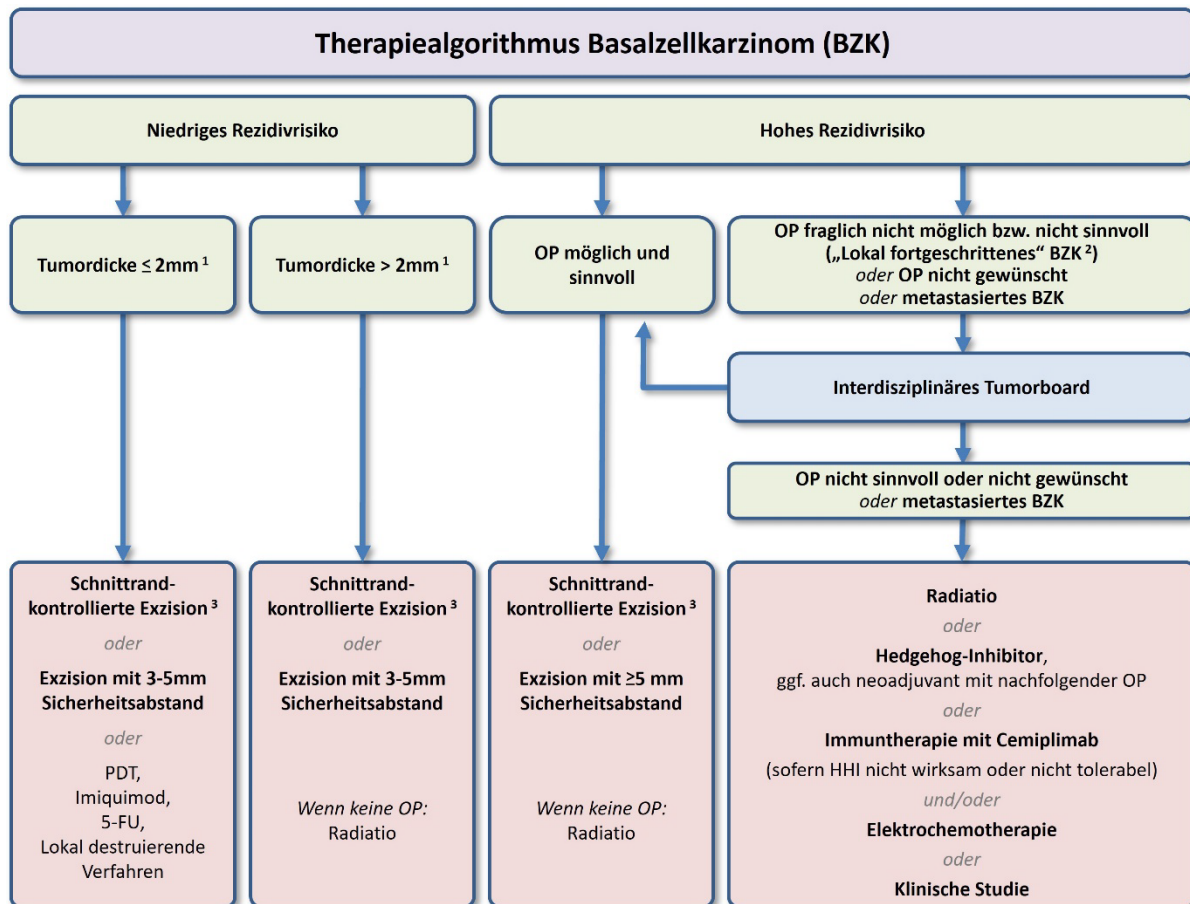 Therapiealgorithmus Basalzellkarzinom (BZK)
Niedriges Rezidivrisiko
Hohes Rezidivrisiko
Tumordicke ≤ 2mm ¹
Tumordicke > 2mm ¹
OP möglich und
sinnvoll
OP fraglich nicht möglich bzw. nicht sinnvoll
(„Lokal fortgeschrittenes“ BZK ²)
oder OP nicht gewünscht
oder metastasiertes BZK
Interdisziplinäres Tumorboard
OP nicht sinnvoll oder nicht gewünscht
oder metastasiertes BZK
Schnittrand-
kontrollierte Exzision ³
oder
Exzision mit 3-5mm
Sicherheitsabstand
oder
PDT,
Imiquimod,
5-FU,
Lokal destruierende
Verfahren
Schnittrand-
kontrollierte Exzision ³
oder
Exzision mit 3-5mm
Sicherheitsabstand
Wenn keine OP:
Radiatio
Schnittrand-
kontrollierte Exzision ³
oder
Exzision mit ≥5 mm
Sicherheitsabstand
Wenn keine OP:
Radiatio
Radiatio
oder
Hedgehog-Inhibitor,
ggf. auch neoadjuvant mit nachfolgender OP
oder
Immuntherapie mit Cemiplimab
(sofern HHI nicht wirksam oder nicht tolerabel)
und/oder
Elektrochemotherapie
oder
Klinische Studie